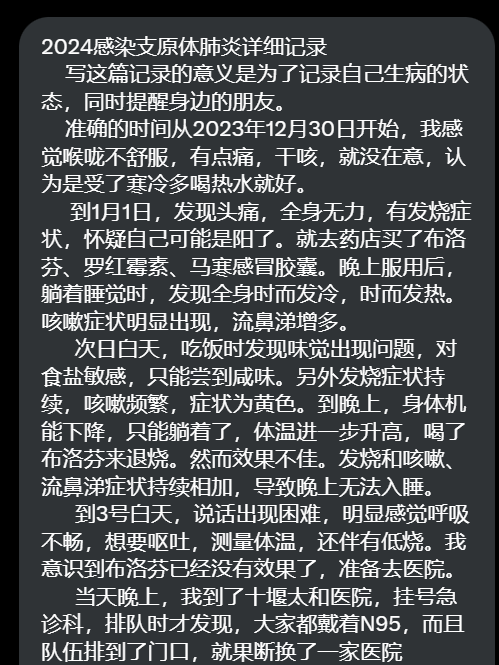 2024感染支原体肺炎详细记录
写这篇记录的意义是为了记录自己生病的状
态，同时提醒身边的朋友。
准确的时间从2023年12月30日开始，我感
觉喉咙不舒服，有点痛，干咳，就没在意，认
为是受了寒冷多喝热水就好。
到1月1日，发现头痛，全身无力，有发烧症
状，怀疑自己可能是阳了。就去药店买了布洛
芬、罗红霉素、马寒感冒胶囊。晚上服用后，
躺着睡觉时，发现全身时而发冷，时而发热。
咳嗽症状明显出现，流鼻涕增多。
次日白天，吃饭时发现味觉出现问题，对
食盐敏感，只能尝到咸味。另外发烧症状持
续，咳嗽频繁，症状为黄色。到晚上，身体机
能下降，只能躺着了，体温进一步升高，喝了
布洛芬来退烧。然而效果不佳。发烧和咳嗽、
流鼻涕症状持续相加，导致晚上无法入睡。
到3号白天，说话出现困难，明显感觉呼吸
不畅，想要呕吐，测量体温，还伴有低烧。我
意识到布洛芬已经没有效果了，准备去医院。
当天晚上，我到了十堰太和医院，挂号急
诊科，排队时才发现，大家都戴着N95，而且
队伍排到了门口，就果断换了一家医院